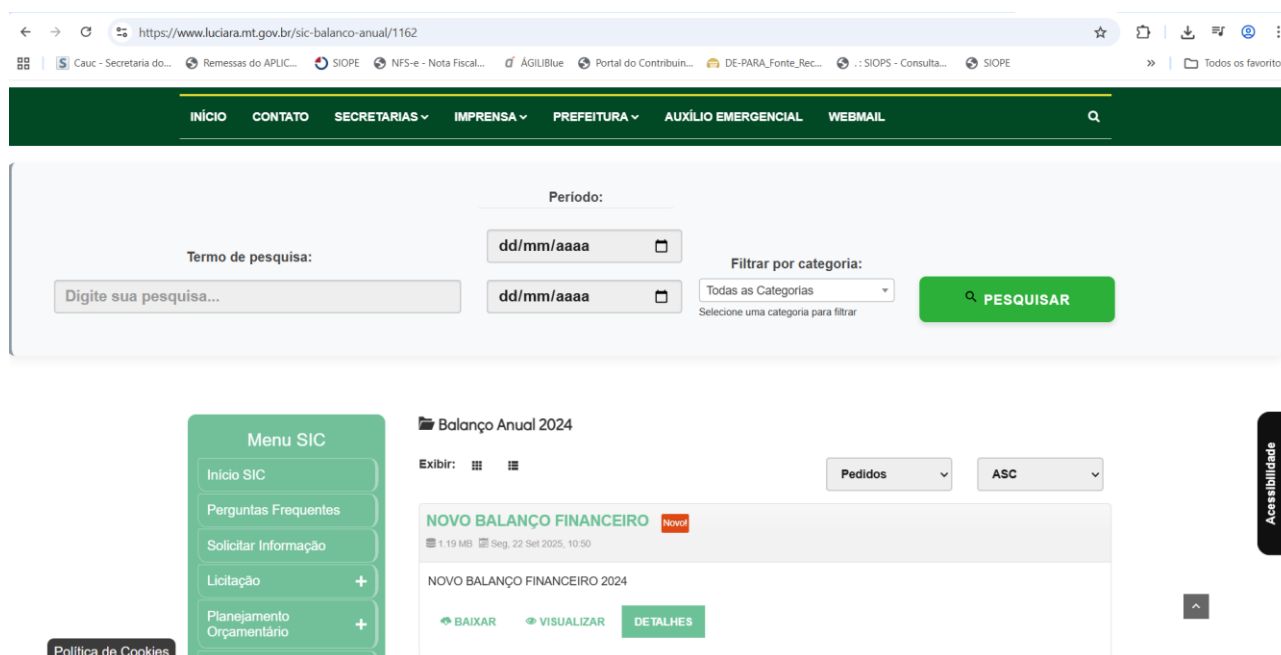 https://www.luciara.mt.gov.br/sic-balanco-anual/1162
Cauc - Secretaria do... Remessas do APLIC... SIOPE NFS-e - Nota Fiscal... ÁGILIBlue Portal do Contribuin... DE-PARA_Fonte_Rec... .: SIOPS - Consulta... SIOPE » Todos os favorito
INÍCIO CONTATO SECRETARIAS IMPRENSA PREFEITURA AUXÍLIO EMERGENCIAL WEBMAIL
Período:
dd/mm/aaaa
Termo de pesquisa:
Filtrar por categoria:
Digite sua pesquisa... dd/mm/aaaa Todas as Categorias PESQUISAR
Selecione uma categoria para filtrar
Balanço Anual 2024
Menu SIC
Exibir: Pedidos ASC
Início SIC
Acessibilidade
Perguntas Frequentes
NOVO BALANÇO FINANCEIRO Novo!
Solicitar Informação
1.19 MB Seg, 22 Set 2025, 10:50
Licitação +
NOVO BALANÇO FINANCEIRO 2024
Planejamento
Orçamentário +
BAIXAR VISUALIZAR DETALHES
Política de Cookies